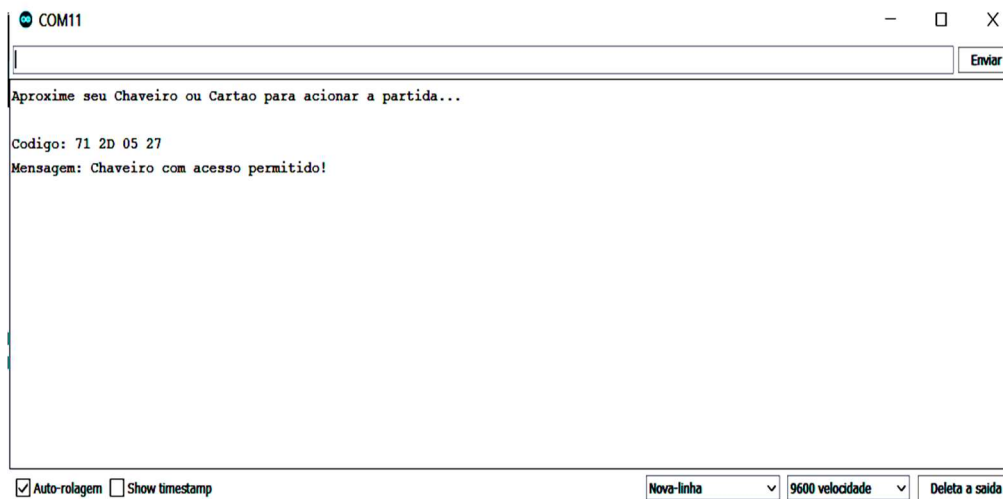 COM11
Enviar
Aproxime seu Chaveiro ou Cartao para acionar a partida...
Codigo: 71 2D 05 27
Mensagem: Chaveiro com acesso permitido!
Auto-rolagem Show timestamp Nova-linha 9600 velocidade Deleta a saida